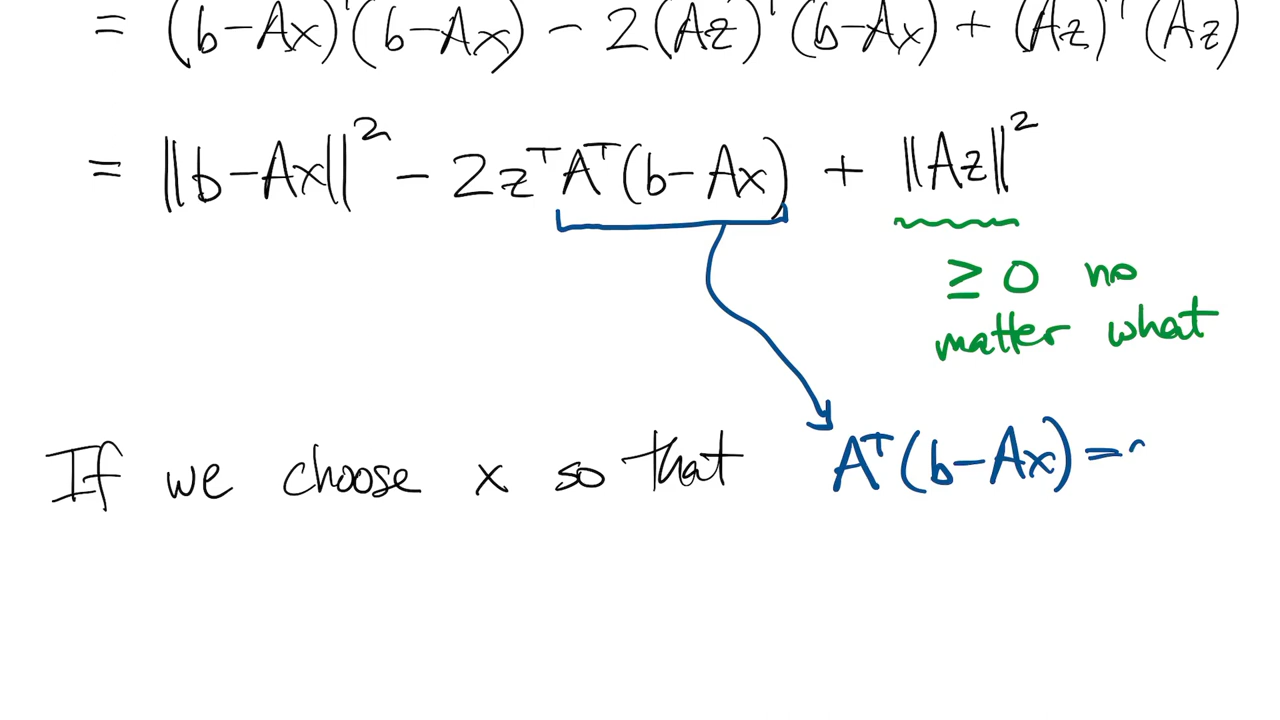 = (b-Ax)ᵀ(b-Ax) - 2(Az)ᵀ(b-Ax) + (Az)ᵀ(Az)
= ||b-Ax||² - 2zᵀAᵀ(b-Ax) + ||Az||²
≥ 0 no
matter what
If we choose x so that Aᵀ(b-Ax) =